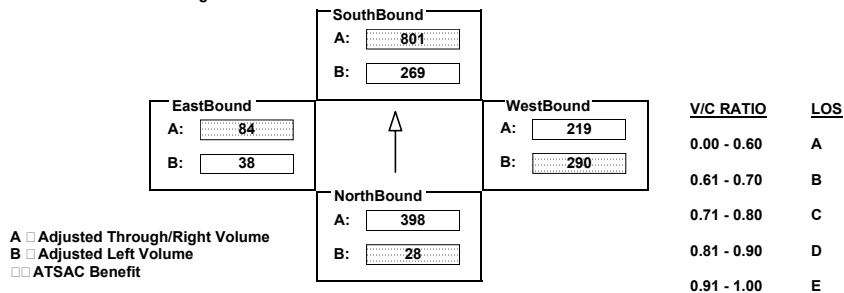 SouthBound
A: 801
B: 269
EastBound
A: 84
B: 38
WestBound
A: 219
B: 290
NorthBound
A: 398
B: 28
A □ Adjusted Through/Right Volume
B □ Adjusted Left Volume
□□ ATSAC Benefit
V/C RATIO LOS
0.00 - 0.60 A
0.61 - 0.70 B
0.71 - 0.80 C
0.81 - 0.90 D
0.91 - 1.00 E